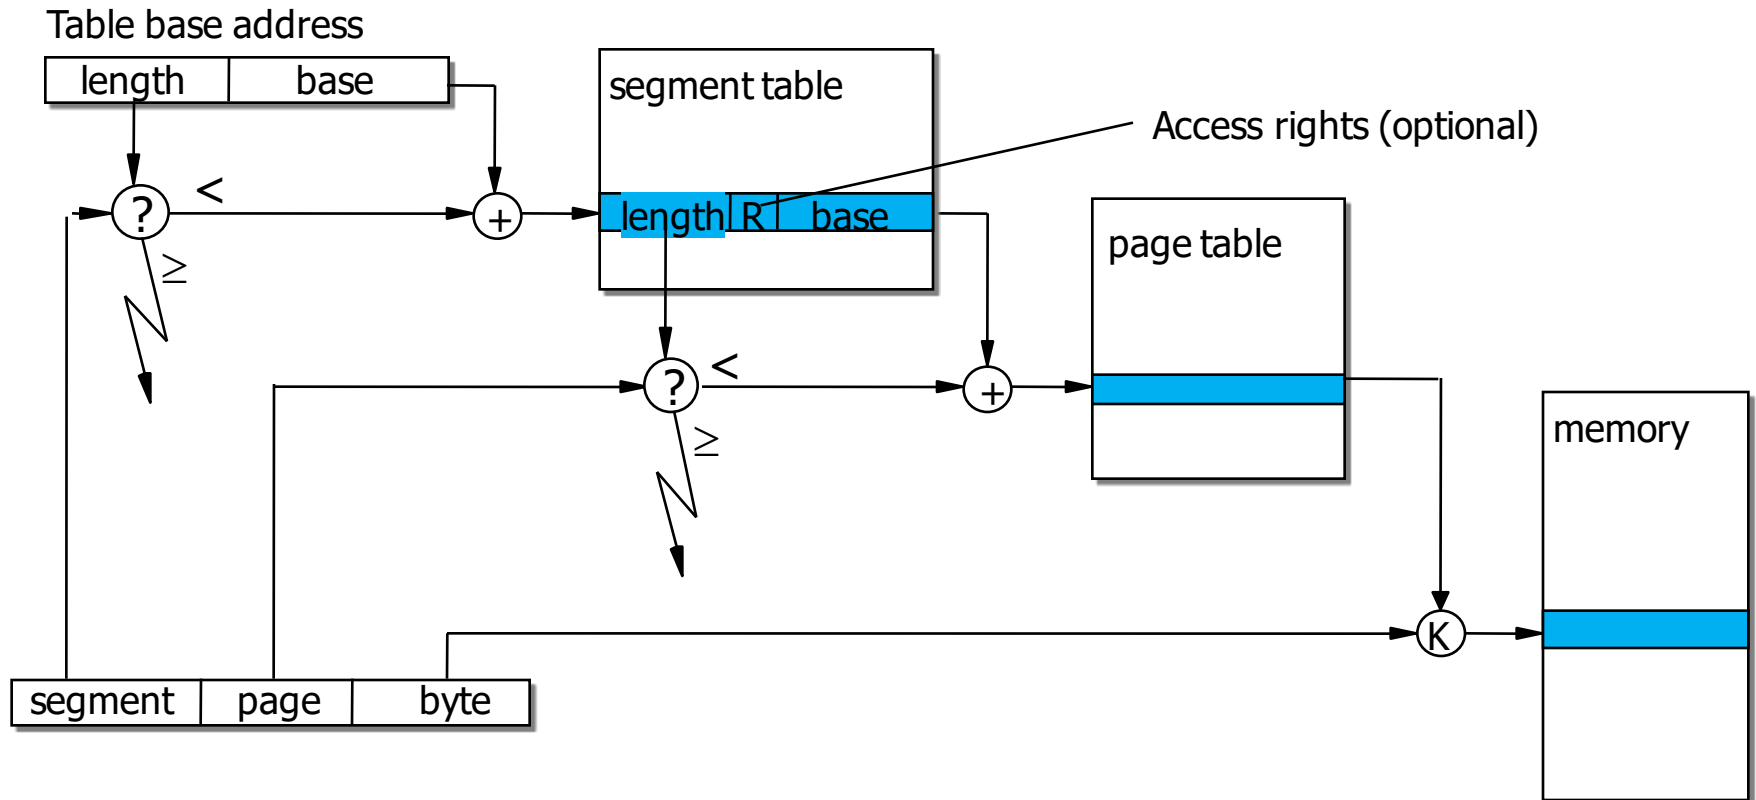 Table base address
length base
segment table
Access rights (optional)
? < +
length R base
≥
page table
? < +
≥
memory
K
segment page byte